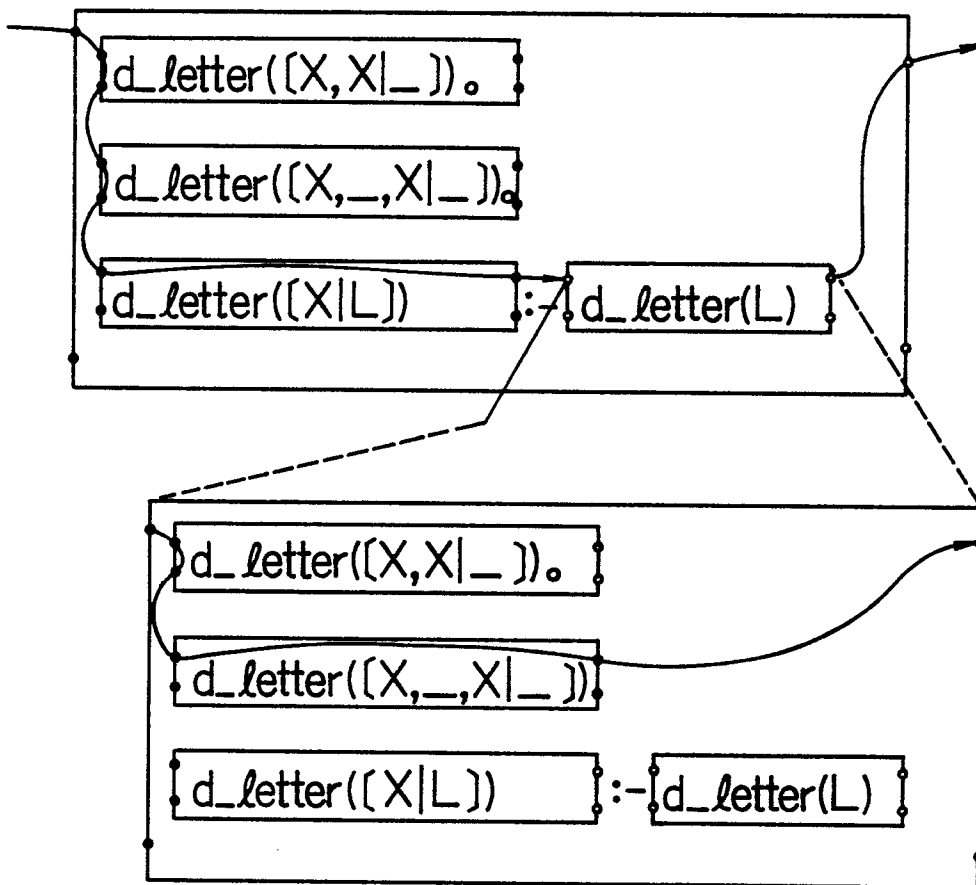 d_letter([X,X|_])。
d_letter([X,_,X|_])。
d_letter([X|L]) :- d_letter(L)
d_letter([X,X|_])。
d_letter([X,_,X|_])
d_letter([X|L]) :- d_letter(L)